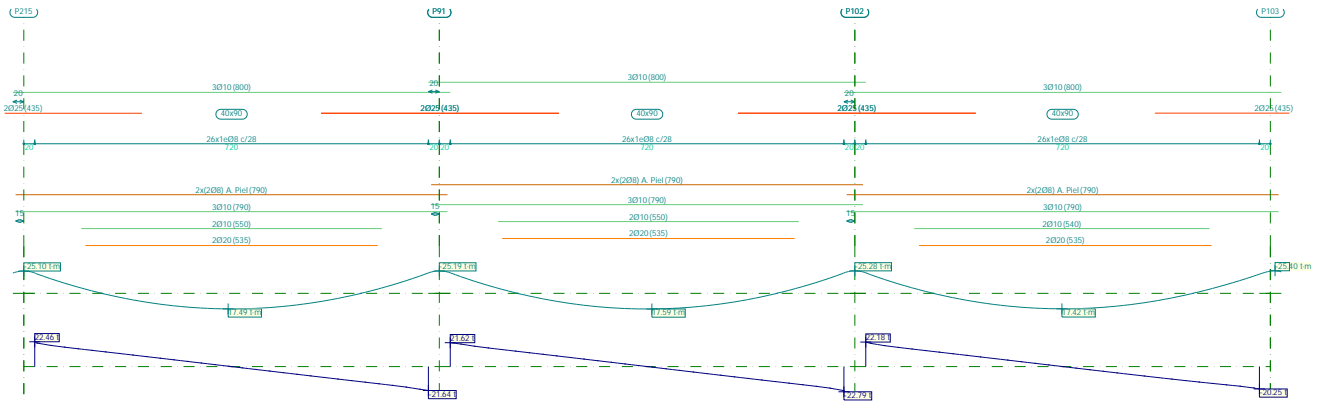 P215 P91 P102 P103
3Ø10 (800)
20
3Ø10 (800) 3Ø10 (800)
20 20
2Ø25 (435) 2Ø25 (435) 2Ø25 (435) 2Ø25 (435)
40x90 40x90 40x90
26x1eØ8 c/28 26x1eØ8 c/28 26x1eØ8 c/28
20 720 20 20 720 20 20 720 20
2x(2Ø8) A. Piel (790)
2x(2Ø8) A. Piel (790) 2x(2Ø8) A. Piel (790)
3Ø10 (790)
15 3Ø10 (790) 15 15 3Ø10 (790)
2Ø10 (550)
2Ø10 (550) 2Ø10 (540)
2Ø20 (535)
2Ø20 (535) 2Ø20 (535)
-25.10 t·m -25.19 t·m -25.28 t·m -25.40 t·m
17.49 t·m 17.59 t·m 17.42 t·m
22.46 t 21.62 t 22.18 t
-21.64 t -22.79 t -20.25 t